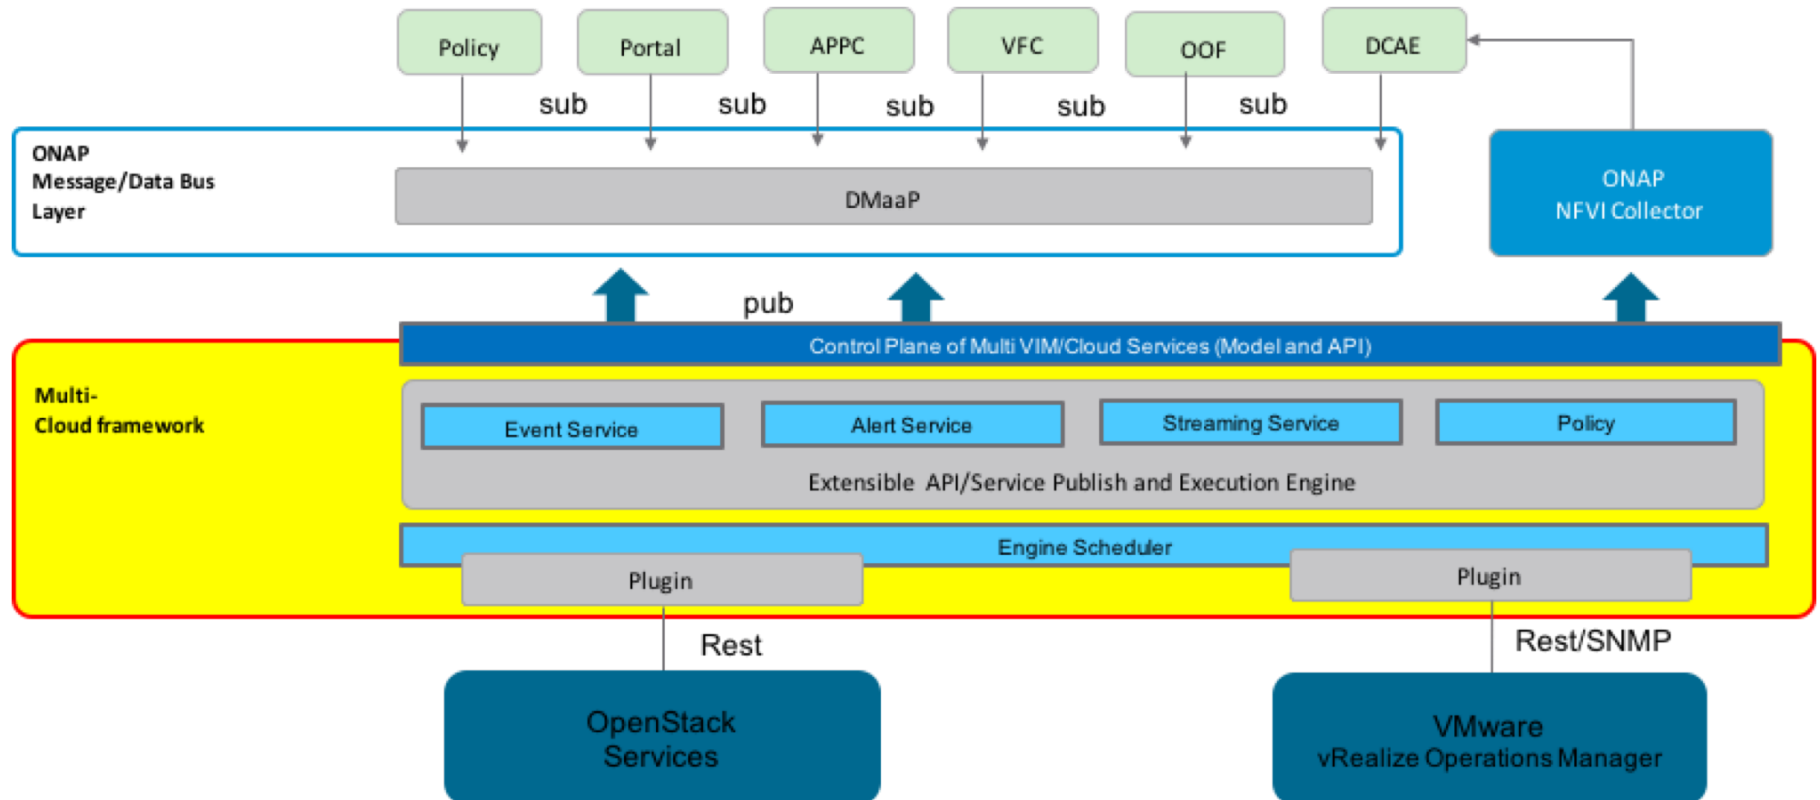 Policy
Portal
APPC
VFC
OOF
DCAE
sub
sub
sub
sub
sub
ONAP
Message/Data Bus
Layer
DMaaP
ONAP
NFVI Collector
pub
Control Plane of Multi VIM/Cloud Services (Model and API)
Multi-
Cloud framework
Event Service
Alert Service
Streaming Service
Policy
Extensible API/Service Publish and Execution Engine
Engine Scheduler
Plugin
Plugin
Rest
Rest/SNMP
OpenStack
Services
VMware
vRealize Operations Manager